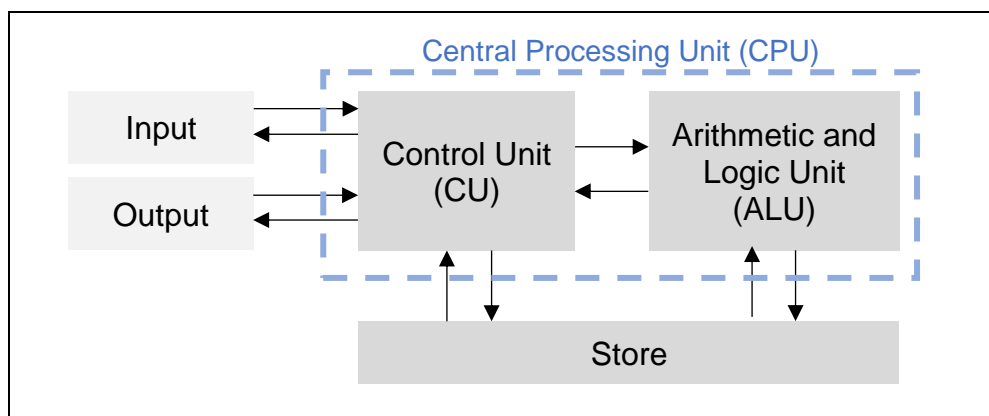 Central Processing Unit (CPU)
Input
Output
Control Unit
(CU)
Arithmetic and
Logic Unit
(ALU)
Store